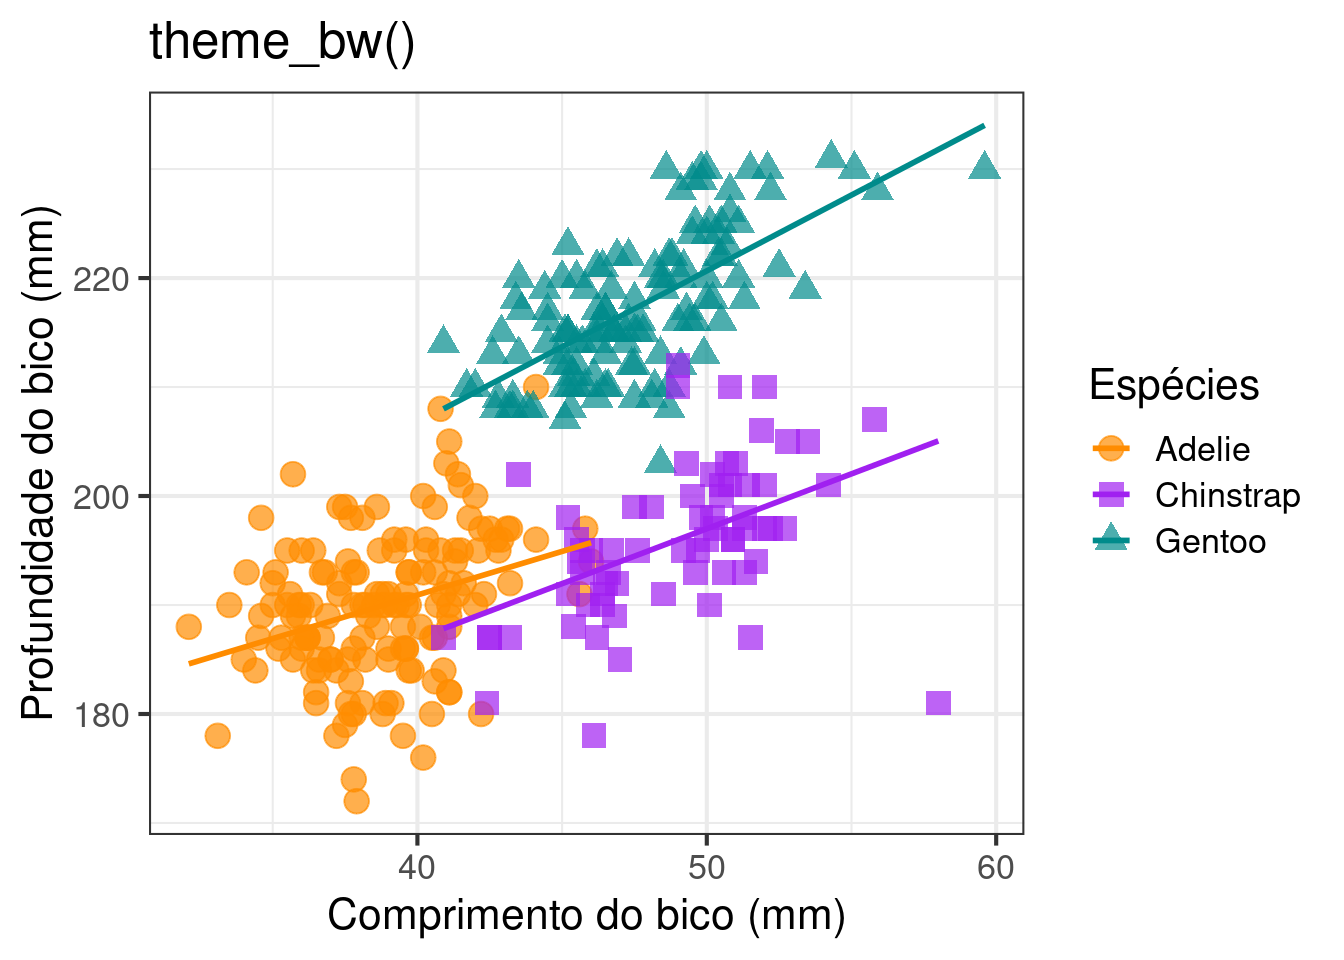 theme_bw()
Profundidade do bico (mm)
220
200
180
40 50 60
Comprimento do bico (mm)
Espécies
Adelie
Chinstrap
Gentoo